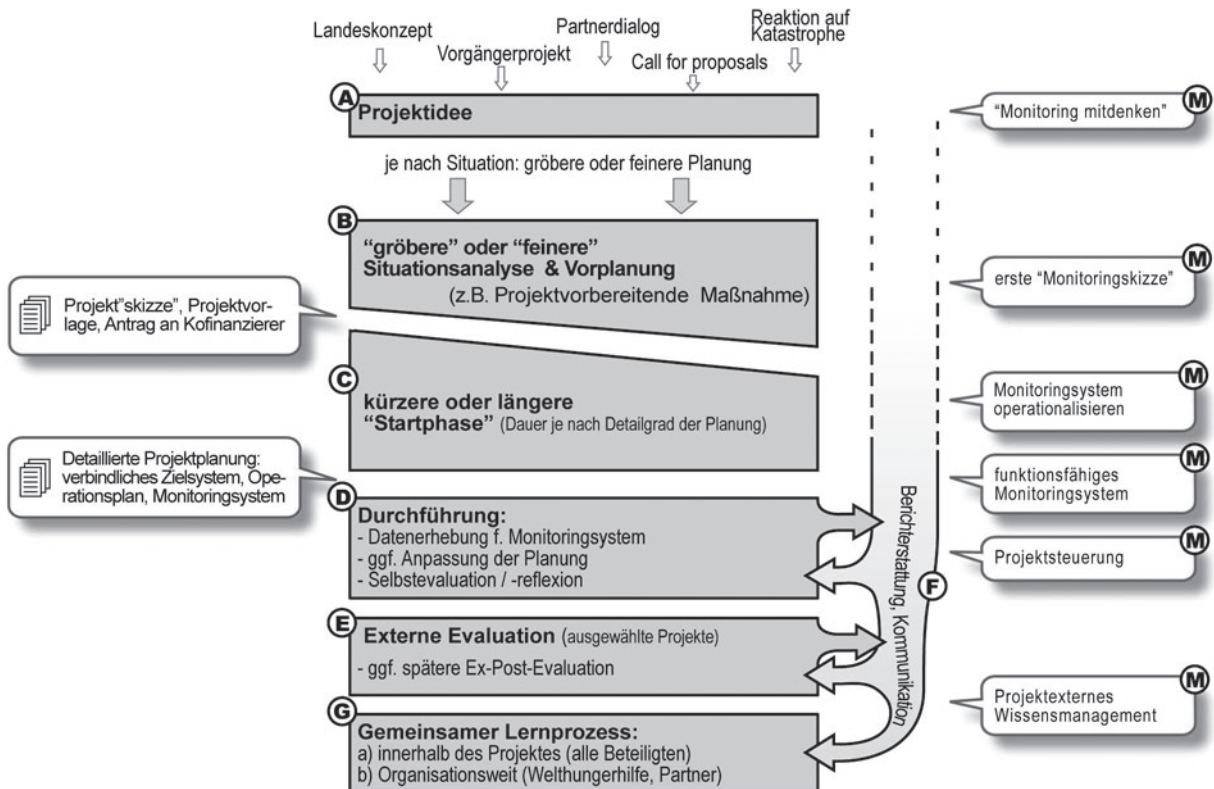 Landeskonzept
Vorgängerprojekt
Partnerdialog
Call for proposals
Reaktion auf
Katastrophe
A
Projektidee
M
“Monitoring mitdenken”
je nach Situation: gröbere oder feinere Planung
B
“gröbere” oder “feinere”
Situationsanalyse & Vorplanung
(z.B. Projektvorbereitende Maßnahme)
M
erste “Monitoringskizze”
Projekt”skizze”, Projektvor-
lage, Antrag an Kofinanzierer
C
kürzere oder längere
“Startphase” (Dauer je nach Detailgrad der Planung)
M
Monitoringsystem
operationalisieren
Detaillierte Projektplanung:
verbindliches Zielsystem, Ope-
rationsplan, Monitoringsystem
M
funktionsfähiges
Monitoringsystem
D
Durchführung:
- Datenerhebung f. Monitoringsystem
- ggf. Anpassung der Planung
- Selbstevaluation / -reflexion
M
Projektsteuerung
F
Berichterstattung, Kommunikation
E
Externe Evaluation (ausgewählte Projekte)
- ggf. spätere Ex-Post-Evaluation
M
Projektexternes
Wissensmanagement
G
Gemeinsamer Lernprozess:
a) innerhalb des Projektes (alle Beteiligten)
b) Organisationsweit (Welthungerhilfe, Partner)